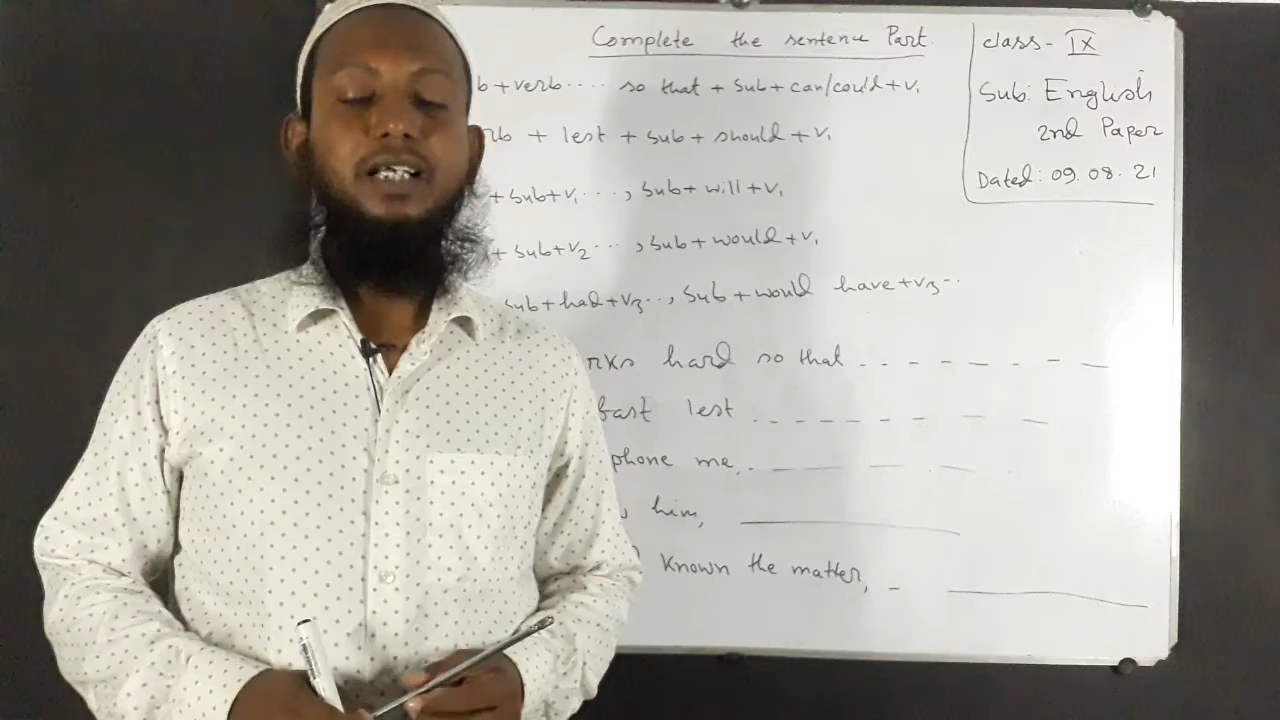 Complete the sentence Part.
b + verb .... so that + sub + can/could + v₁
rb + lest + sub + should + v₁
+ sub + v₁ ..., sub + will + v₁
+ sub + v₂ ..., sub + would + v₁
sub + had + v₃ .., sub + would have + v₃ ..
rks hard so that
fast lest
phone me
him,
known the matter,
class - IX
Sub: English
2nd Paper
Dated: 09.08.21